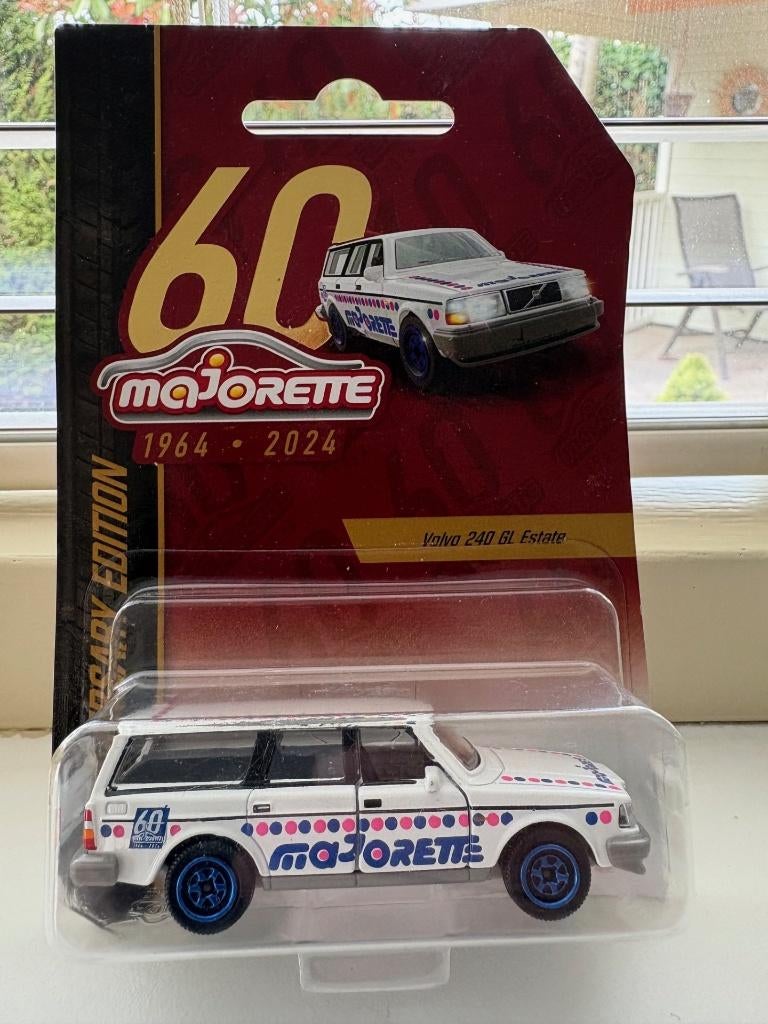 60
MAJORETTE
MAJORETTE
1964 • 2024
Volvo 240 GL Estate
EDITION
60
MAJORETTE